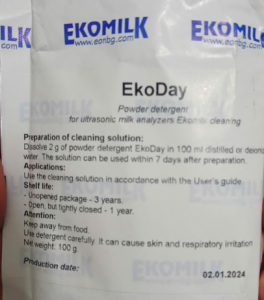 EKOMILK
www.eonbg.com
EKOMILK
.com
EkoDay
Powder detergent
for ultrasonic milk analyzers Ekomilk cleaning
Preparation of cleaning solution:
Dissolve 2 g of powder detergent EkoDay in 100 ml distilled or deionized
water. The solution can be used within 7 days after preparation.
Applications:
Use the cleaning solution in accordance with the User's guide.
Shelf life:
- Unopened package - 3 years.
- Open, but tightly closed - 1 year.
Attention:
Keep away from food.
Use detergent carefully. It can cause skin and respiratory irritation
Net weight: 100 g.
Production date:
02.01.2024
EKOMILK